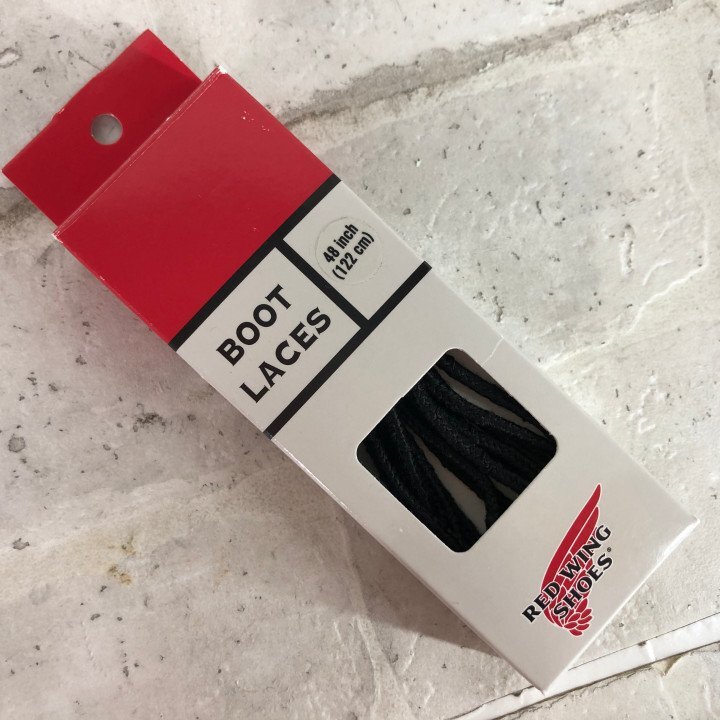 48 inch
(122 cm)
BOOT
LACES
RED WING
SHOES®